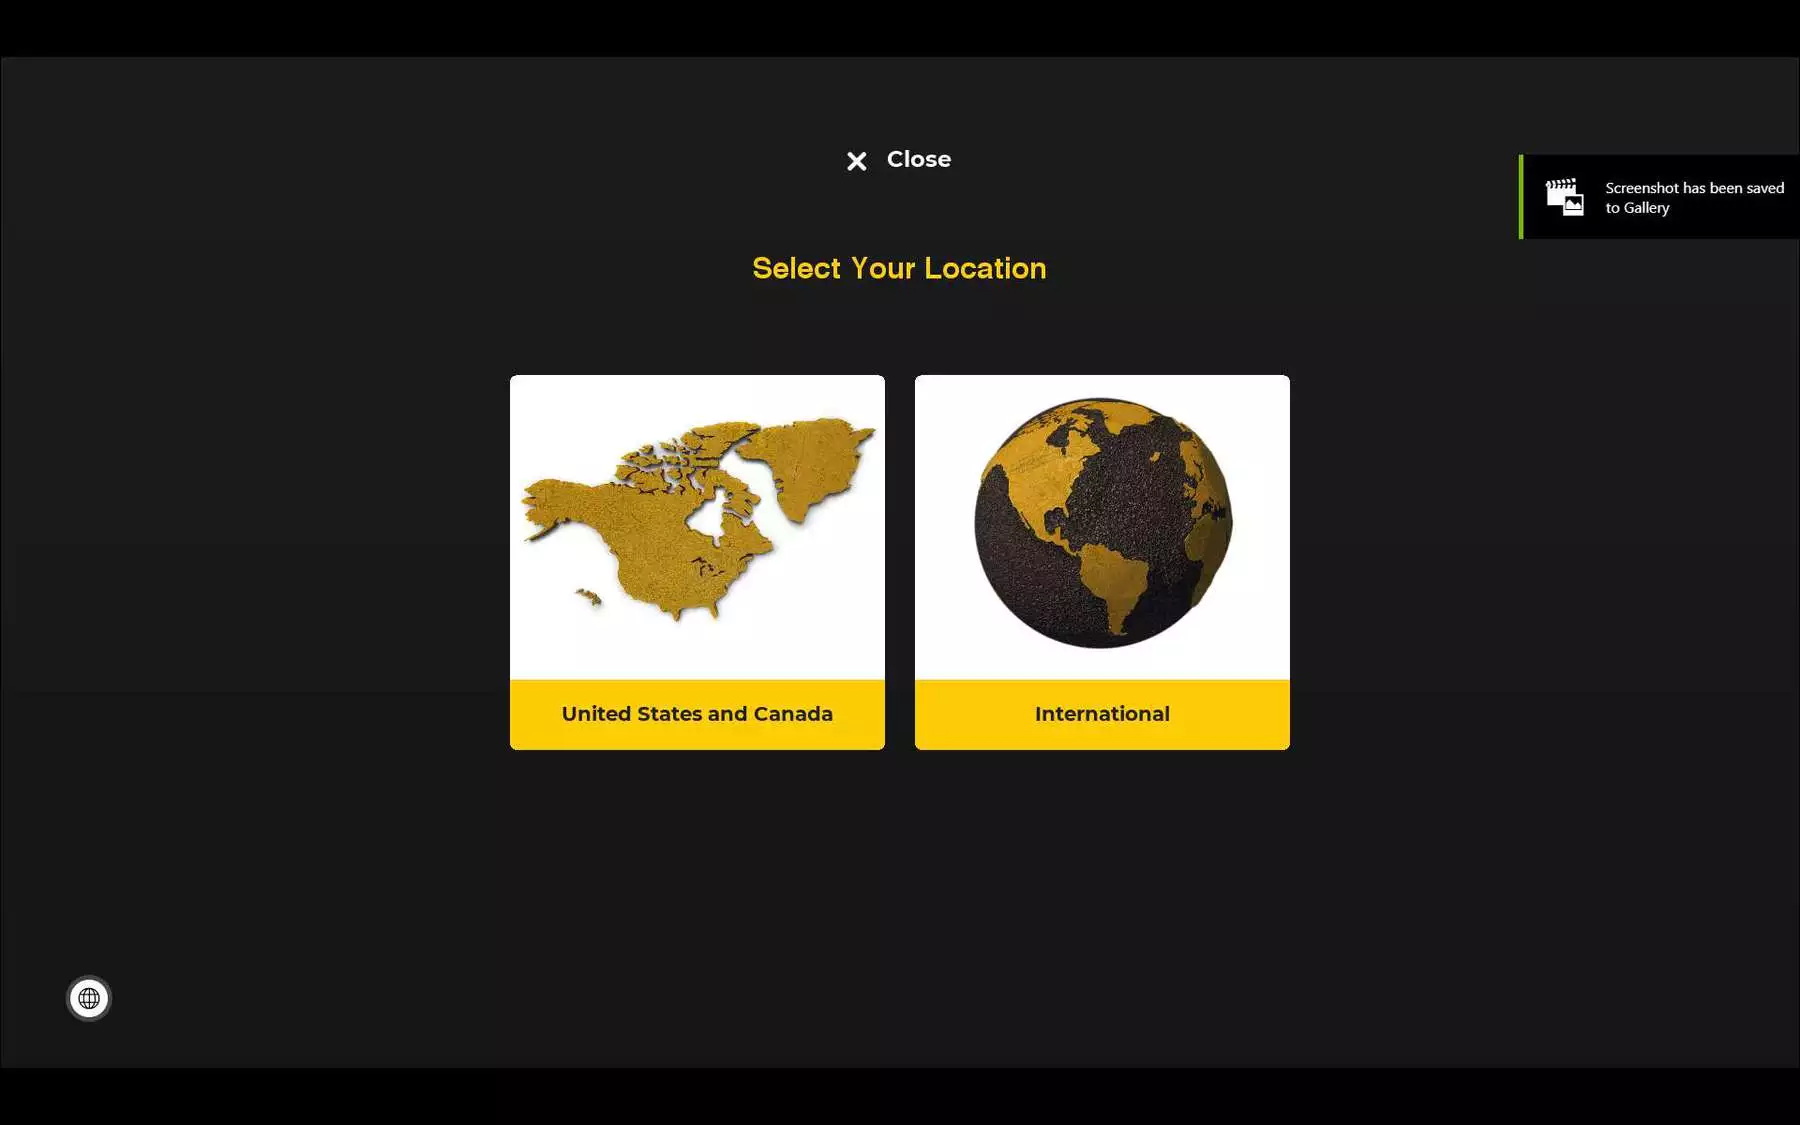 Close
Screenshot has been saved
to Gallery
Select Your Location
United States and Canada
International